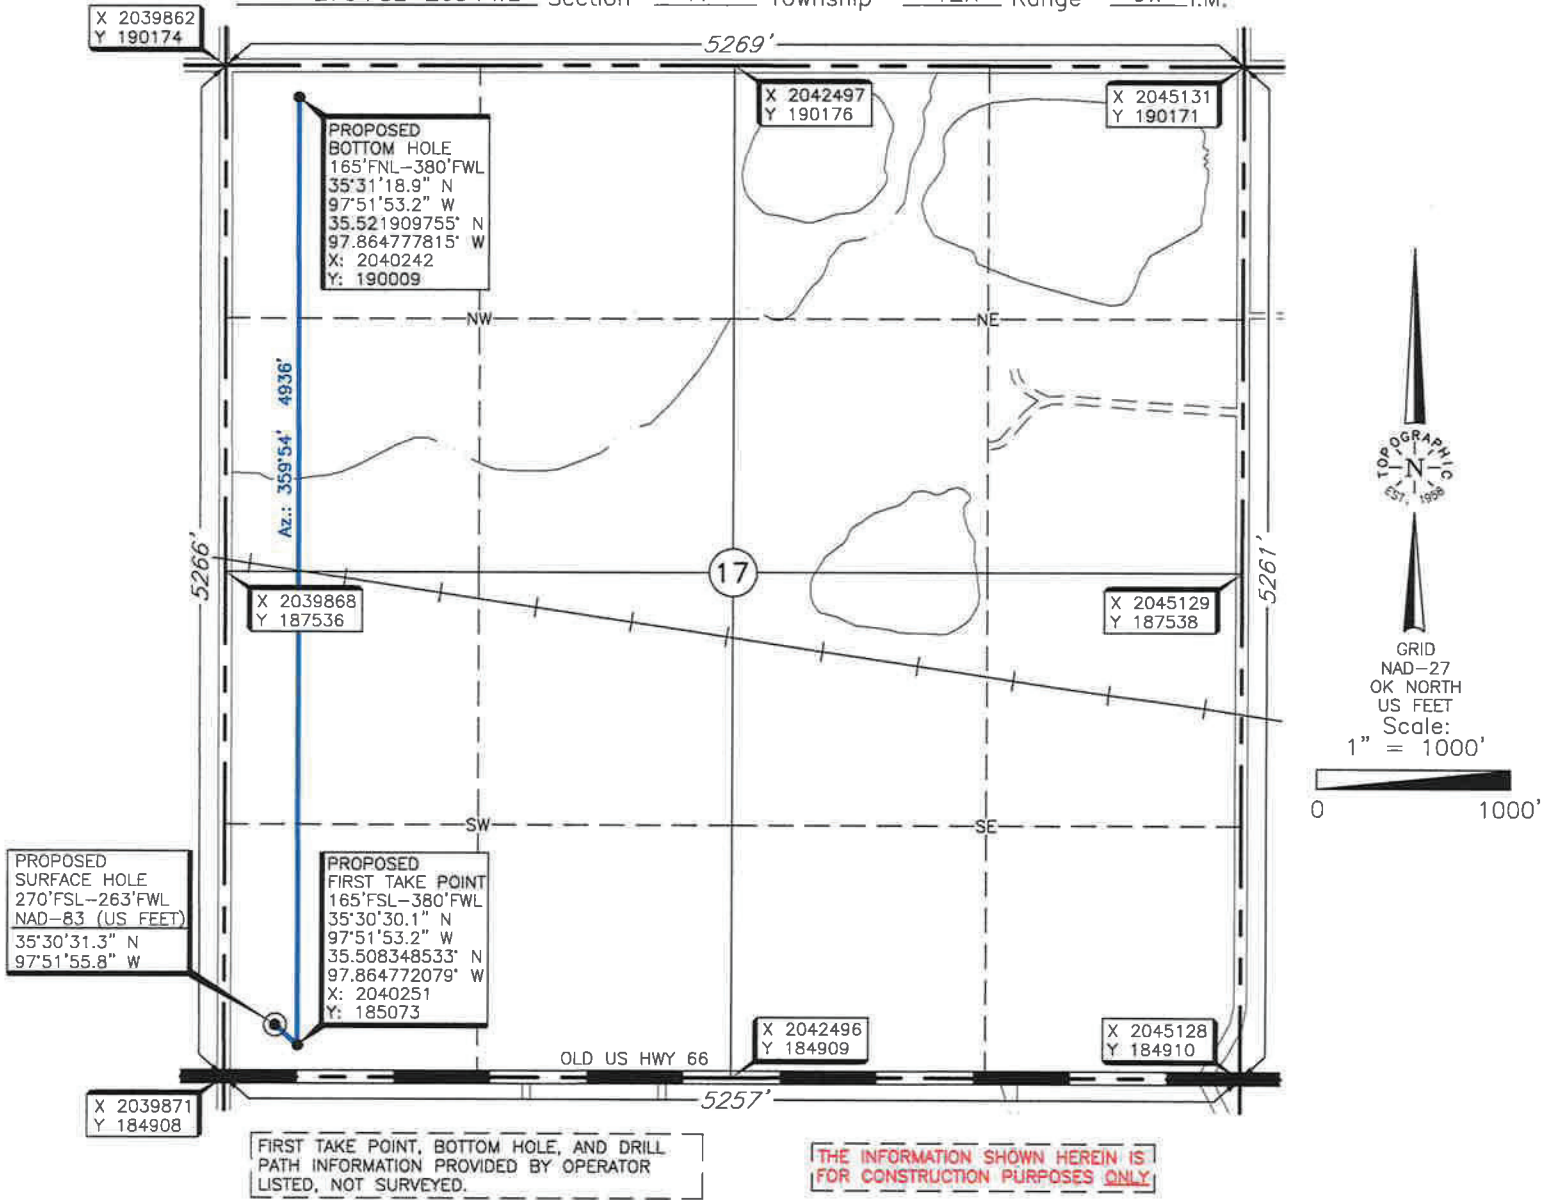 Section
Township
Range
I.M.
X 2039862
Y 190174
5269'
X 2042497
Y 190176
X 2045131
Y 190171
PROPOSED
BOTTOM HOLE
165'FNL-380'FWL
35°31'18.9" N
97°51'53.2" W
35.521909755° N
97.864777815° W
X: 2040242
Y: 190009
NW
NE
Az.: 359°54' 4936'
TOPOGRAPHIC
N
EST. 1958
5266'
5261'
17
X 2039868
Y 187536
X 2045129
Y 187538
GRID
NAD-27
OK NORTH
US FEET
Scale:
1" = 1000'
0 1000'
SW
SE
PROPOSED
SURFACE HOLE
270'FSL-263'FWL
NAD-83 (US FEET)
35°30'31.3" N
97°51'55.8" W
PROPOSED
FIRST TAKE POINT
165'FSL-380'FWL
35°30'30.1" N
97°51'53.2" W
35.508348533° N
97.864772079° W
X: 2040251
Y: 185073
OLD US HWY 66
X 2042496
Y 184909
X 2045128
Y 184910
X 2039871
Y 184908
5257'
FIRST TAKE POINT, BOTTOM HOLE, AND DRILL
PATH INFORMATION PROVIDED BY OPERATOR
LISTED, NOT SURVEYED.
THE INFORMATION SHOWN HEREIN IS
FOR CONSTRUCTION PURPOSES ONLY